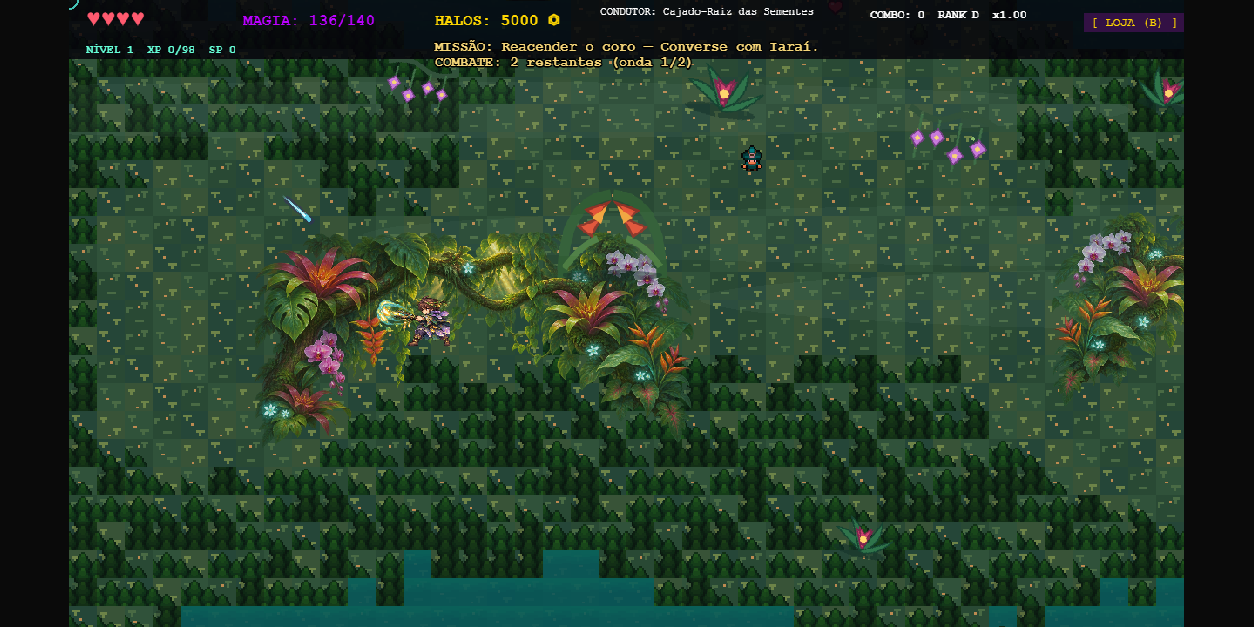 MAGIA: 136/140
HALOS: 5000
CONDUTOR: Cajado-Raiz das Sementes
COMBO: 0 RANK D x1.00
[ LOJA (B) ]
NÍVEL 1 XP 0/98 SP 0
MISSÃO: Reacender o coro — Converse com Iaraí.
COMBATE: 2 restantes (onda 1/2)